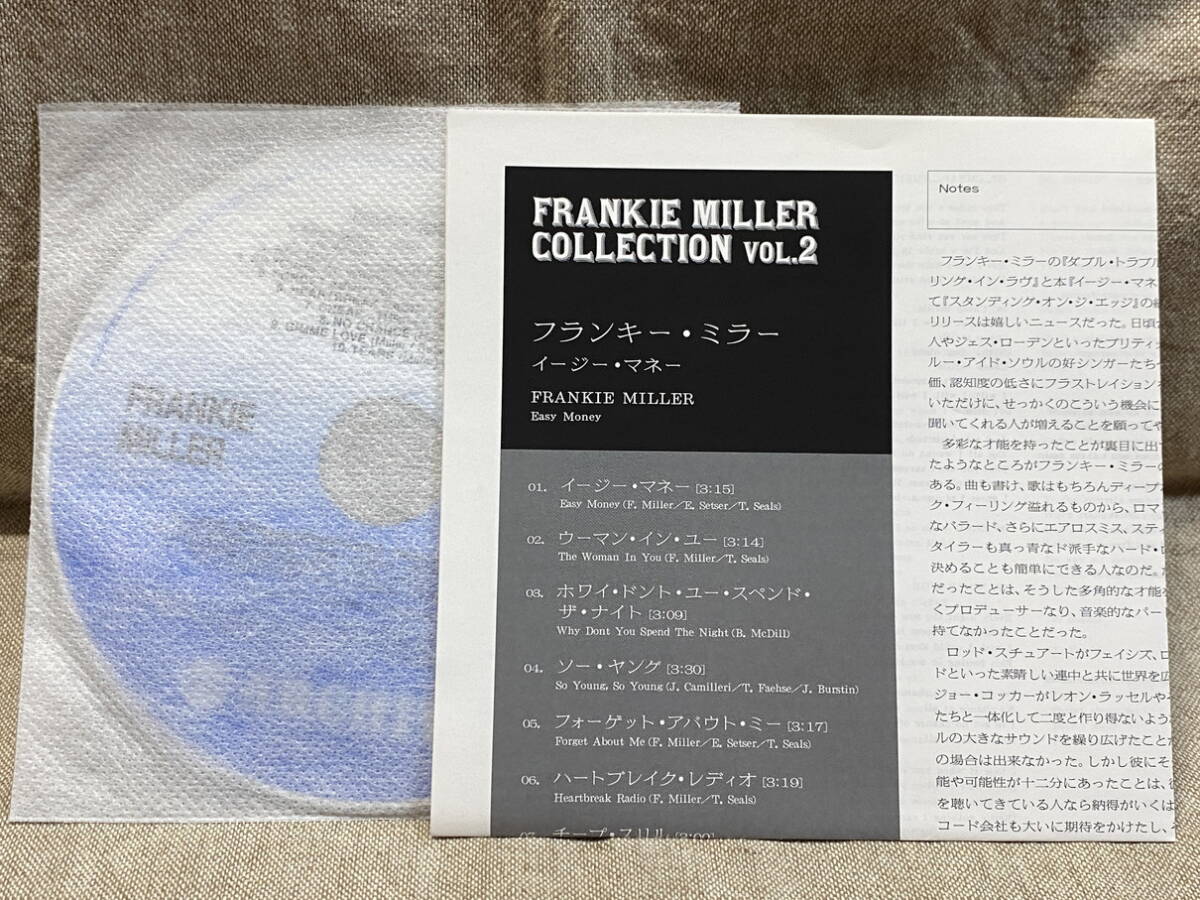 HEARTBREAK
8. NO CHANCE
9. GIMME LOVE
10. TEARS
FRANKIE
MILLER
FRANKIE MILLER
COLLECTION VOL.2
フランキー・ミラー
イージー・マネー
FRANKIE MILLER
Easy Money
01. イージー・マネー [3:15]
Easy Money (F. Miller/E. Setser/T. Seals)
02. ウーマン・イン・ユー [3:14]
The Woman In You (F. Miller/T. Seals)
03. ホワイ・ドント・ユー・スペンド・
ザ・ナイト [3:09]
Why Dont You Spend The Night (B. McDill)
04. ソー・ヤング [3:30]
So Young, So Young (J. Camilleri/T. Faehse/J. Burstin)
05. フォーゲット・アバウト・ミー [3:17]
Forget About Me (F. Miller/E. Setser/T. Seals)
06. ハートブレイク・レディオ [3:19]
Heartbreak Radio (F. Miller/T. Seals)
07. チープ・スリル [3:00]
Notes
フランキー・ミラーの『ダブル・トラブル
リング・イン・ラヴ』と本『イージー・マネ
て『スタンディング・オン・ジ・エッジ』の
リリースは嬉しいニュースだった。日頃
人やジェス・ローデンといったブリティ
ルー・アイド・ソウルの好シンガーたち
価、認知度の低さにフラストレイション
いただけに、せっかくのこういう機会に
聞いてくれる人が増えることを願ってや
多彩な才能を持ったことが裏目に出
たようなところがフランキー・ミラー
ある。曲も書け、歌はもちろんディープ
ク・フィーリング溢れるものから、ロマ
なバラード、さらにエアロスミス、ステ
タイラーも真っ青なド派手なハード・
決めることも簡単にできる人なのだ。
だったことは、そうした多角的な才能
くプロデューサーなり、音楽的なパー
持てなかったことだった。
ロッド・スチュアートがフェイシズ、
ドといった素晴しい連中と共に世界を
ジョー・コッカーがレオン・ラッセルや
たちと一体化して二度と作り得ないよう
ルの大きなサウンドを繰り広げたこと
の場合は出来なかった。しかし彼にそ
能や可能性が十二分にあったことは、
を聴いてきている人なら納得がいくは
コード会社も大いに期待をかけたし、